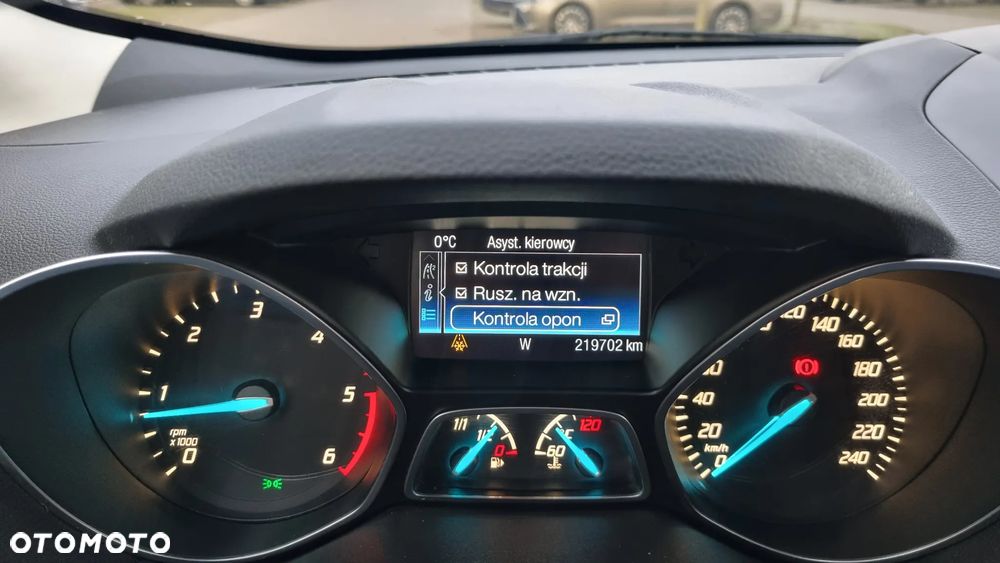 0°C Asyst. kierowcy
Kontrola trakcji
Rusz. na wzn.
Kontrola opon
W 219702 km
0 1 2 3 4 5 6
rpm
x1000
1/1 1/2 0
60 120
0 20 40 120 140 160 180 200 220 240
km/h
OTOMOTO